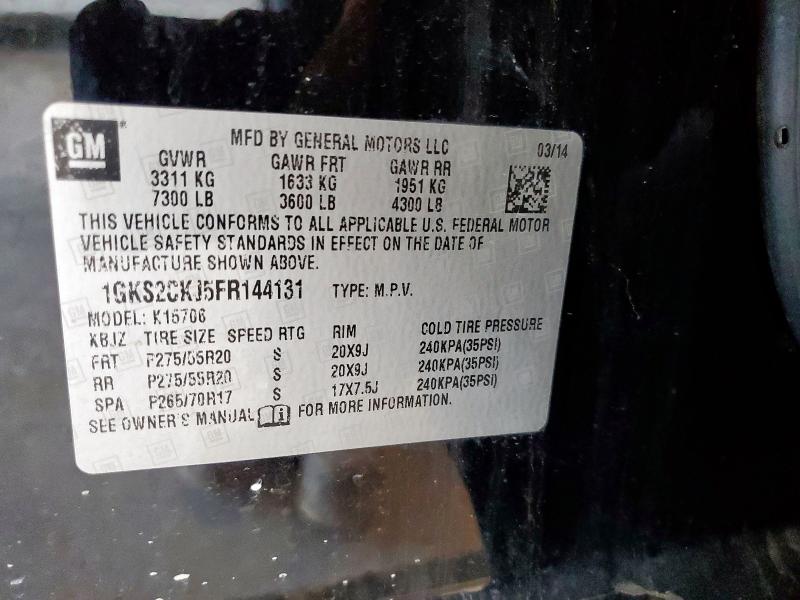 GM
MFD BY GENERAL MOTORS LLC 03/14
GVWR GAWR FRT GAWR RR
3311 KG 1633 KG 1951 KG
7300 LB 3600 LB 4300 LB
THIS VEHICLE CONFORMS TO ALL APPLICABLE U.S. FEDERAL MOTOR
VEHICLE SAFETY STANDARDS IN EFFECT ON THE DATE OF
MANUFACTURE SHOWN ABOVE.
1GKS2CKJ5FR144131 TYPE: M.P.V.
MODEL: K15706
KBJZ TIRE SIZE SPEED RTG RIM COLD TIRE PRESSURE
FRT P275/55R20 S 20X9J 240KPA(35PSI)
RR P275/55R20 S 20X9J 240KPA(35PSI)
SPA P265/70R17 S 17X7.5J 240KPA(35PSI)
SEE OWNER'S MANUAL FOR MORE INFORMATION.